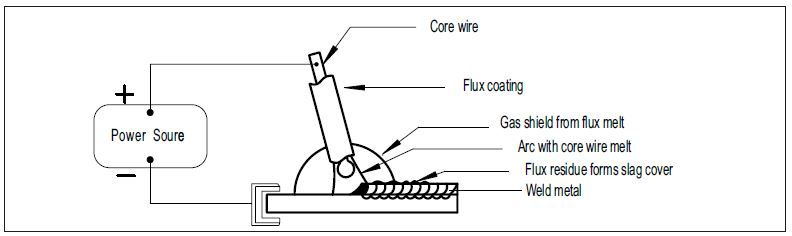 Core wire
Flux coating
+
Power Soure
Gas shield from flux melt
Arc with core wire melt
Flux residue forms slag cover
Weld metal
−